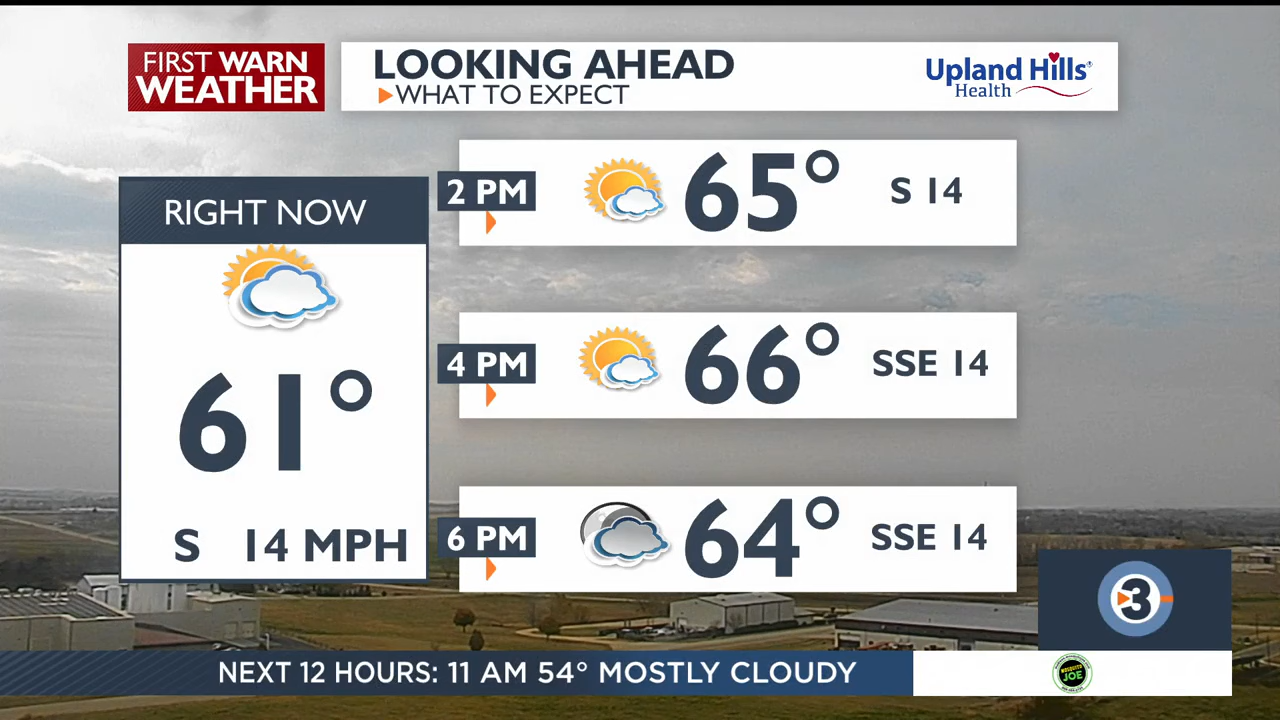 FIRST WARN
WEATHER
LOOKING AHEAD
WHAT TO EXPECT
Upland Hills®
Health
RIGHT NOW
61°
S 14 MPH
2 PM 65° S 14
4 PM 66° SSE 14
6 PM 64° SSE 14
3
NEXT 12 HOURS: 11 AM 54° MOSTLY CLOUDY
MOSQUITO
JOE